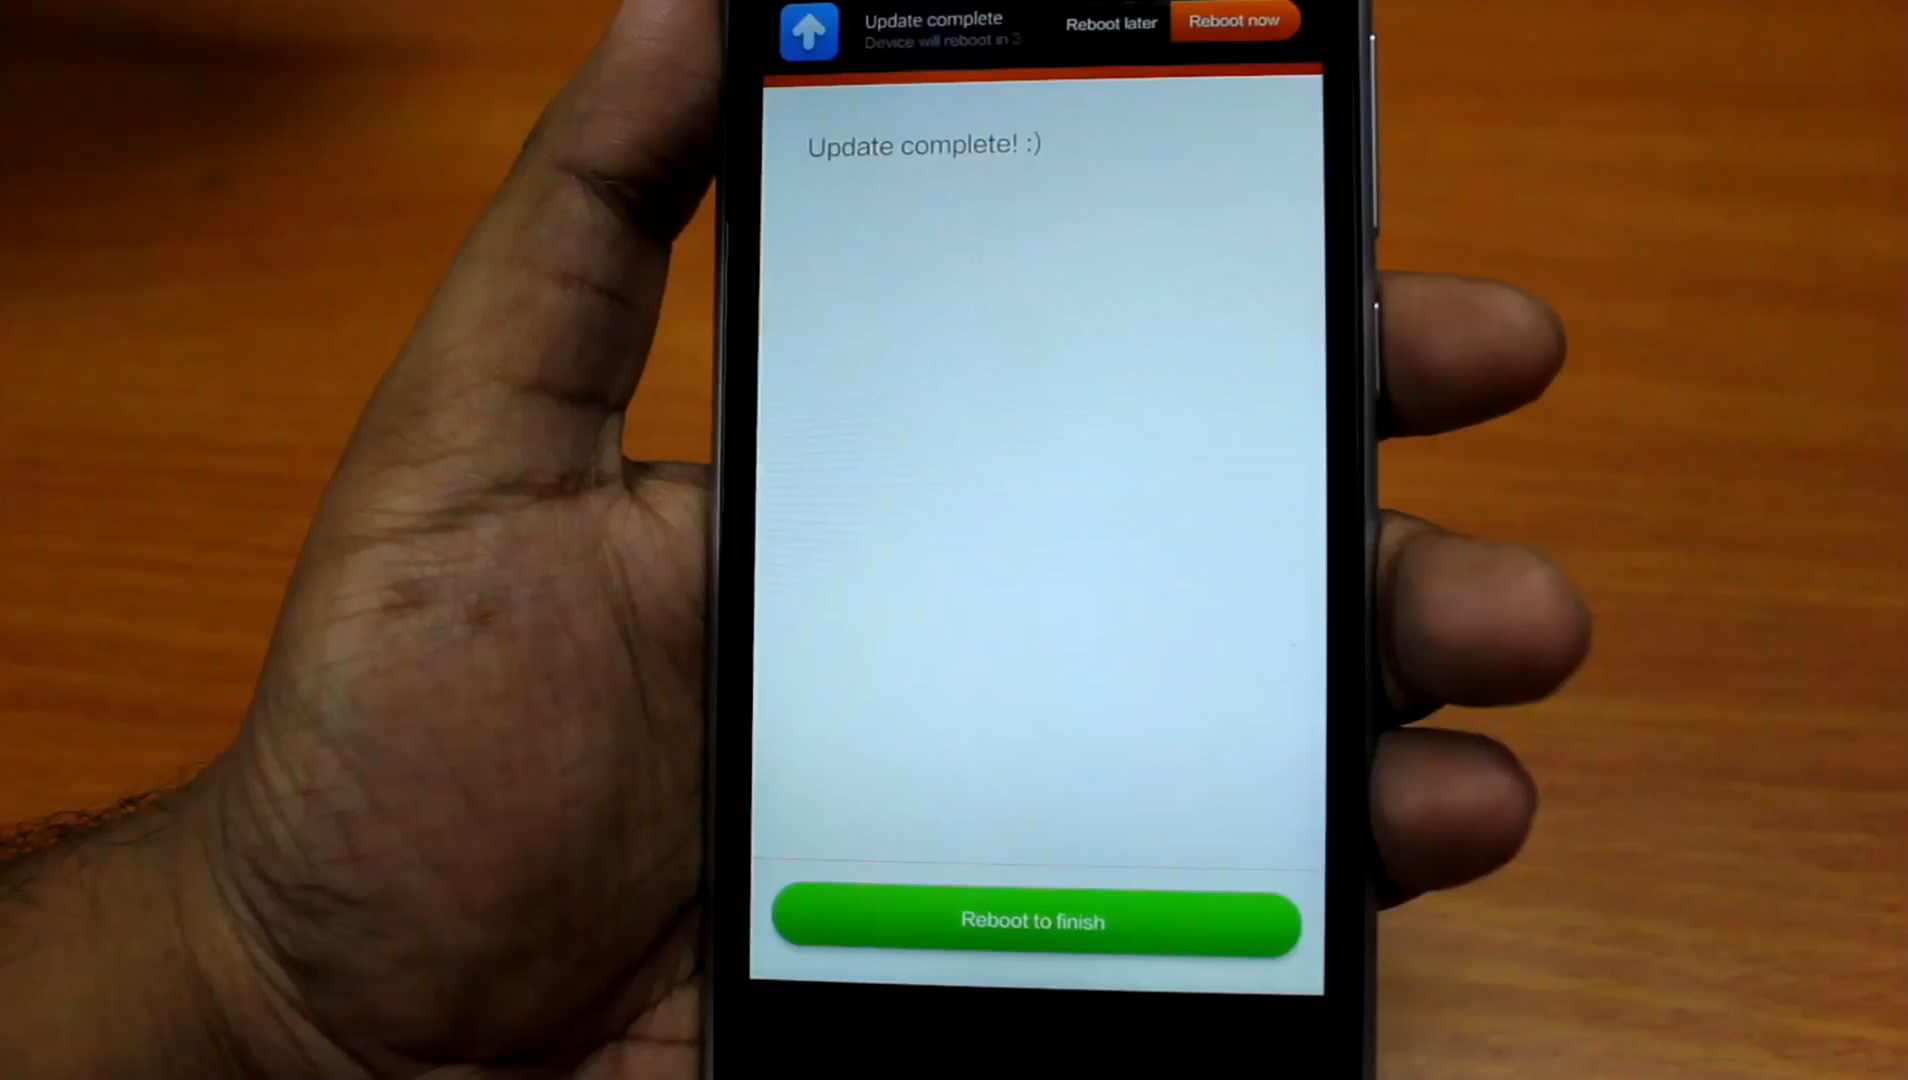 Update complete
Device will reboot in 3
Reboot later
Reboot now
Update complete! :)
Reboot to finish